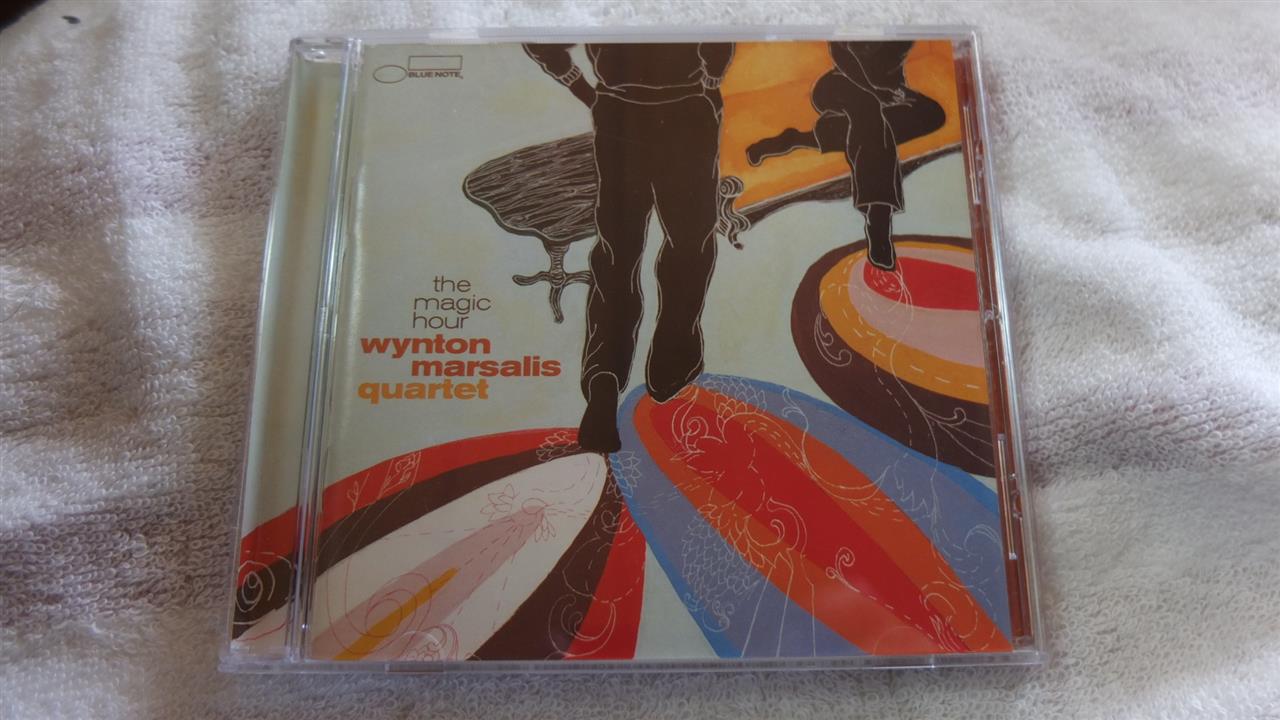 BLUE NOTE®
the
magic
hour
wynton
marsalis
quartet